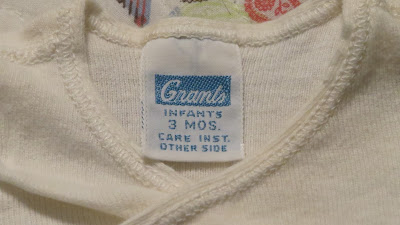 Grants
INFANTS
3 MOS.
CARE INST.
OTHER SIDE